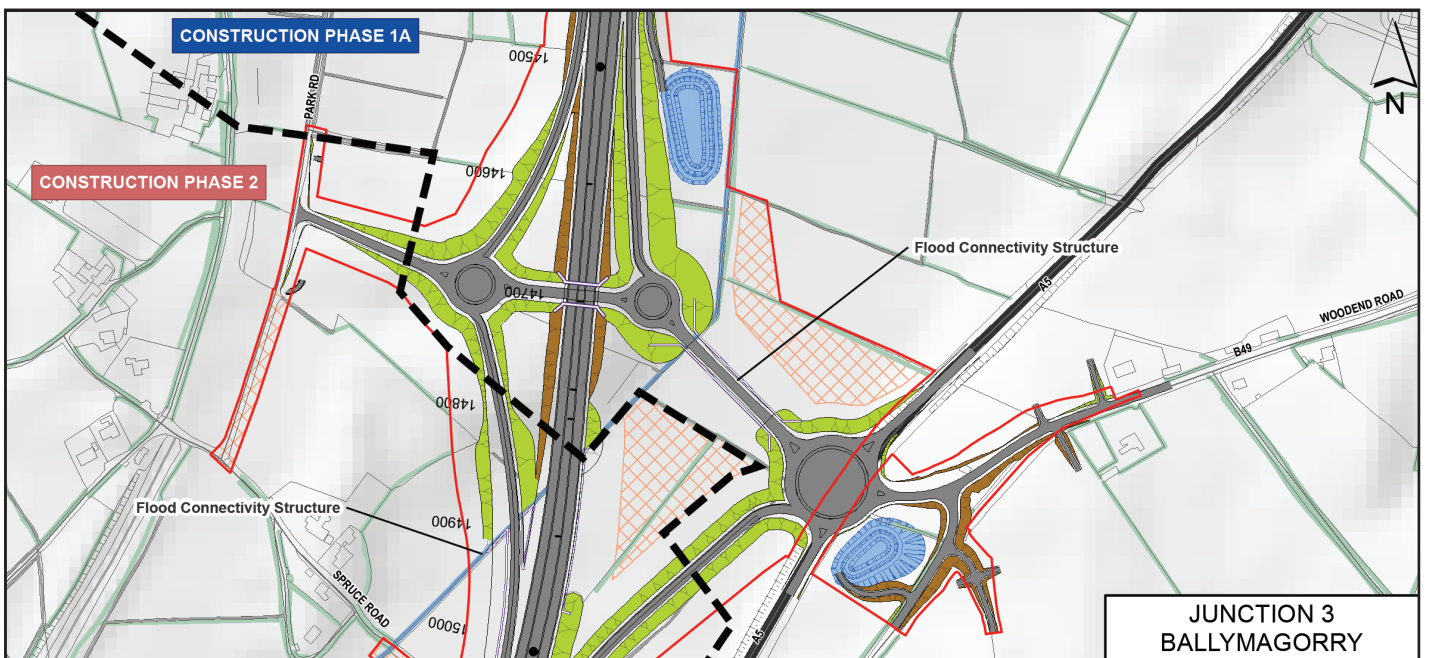 CONSTRUCTION PHASE 1A
14500
PARK RD
N
14600
CONSTRUCTION PHASE 2
Flood Connectivity Structure
A5
14700
WOODEND ROAD
B49
14800
Flood Connectivity Structure
14900
SPRUCE ROAD
15000
A5
JUNCTION 3
BALLYMAGORRY